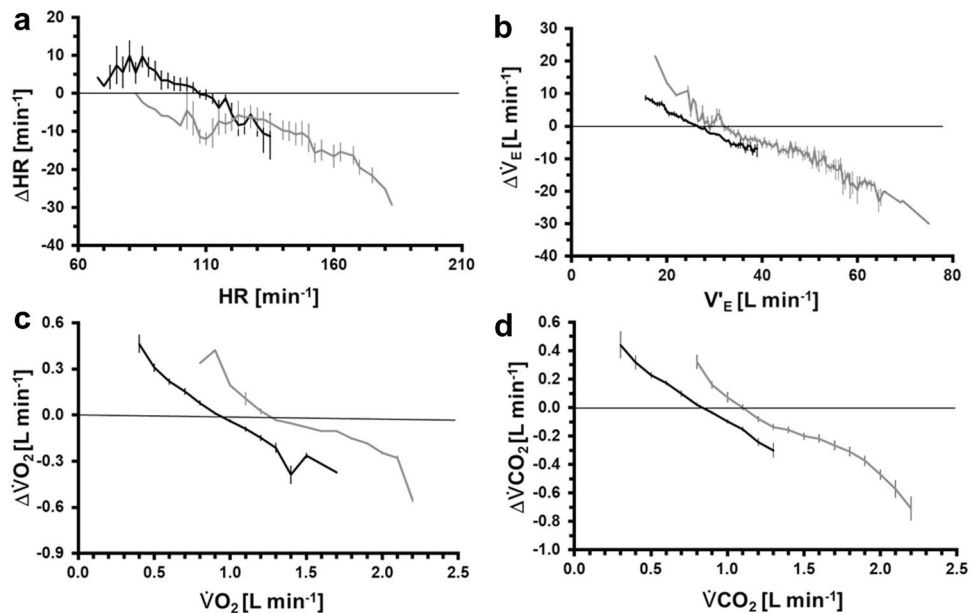 a
20
10
0
-10
-20
-30
-40
ΔHR [min⁻¹]
60 110 160 210
HR [min⁻¹]
b
30
20
10
0
-10
-20
-30
-40
ΔV̇E [L min⁻¹]
0 20 40 60 80
V'E [L min⁻¹]
c
0.6
0.3
0.0
-0.3
-0.6
-0.9
ΔV̇O₂ [L min⁻¹]
0.0 0.5 1.0 1.5 2.0 2.5
V̇O₂ [L min⁻¹]
d
0.6
0.4
0.2
0.0
-0.2
-0.4
-0.6
-0.8
-1.0
ΔV̇CO₂ [L min⁻¹]
0.0 0.5 1.0 1.5 2.0 2.5
V̇CO₂ [L min⁻¹]